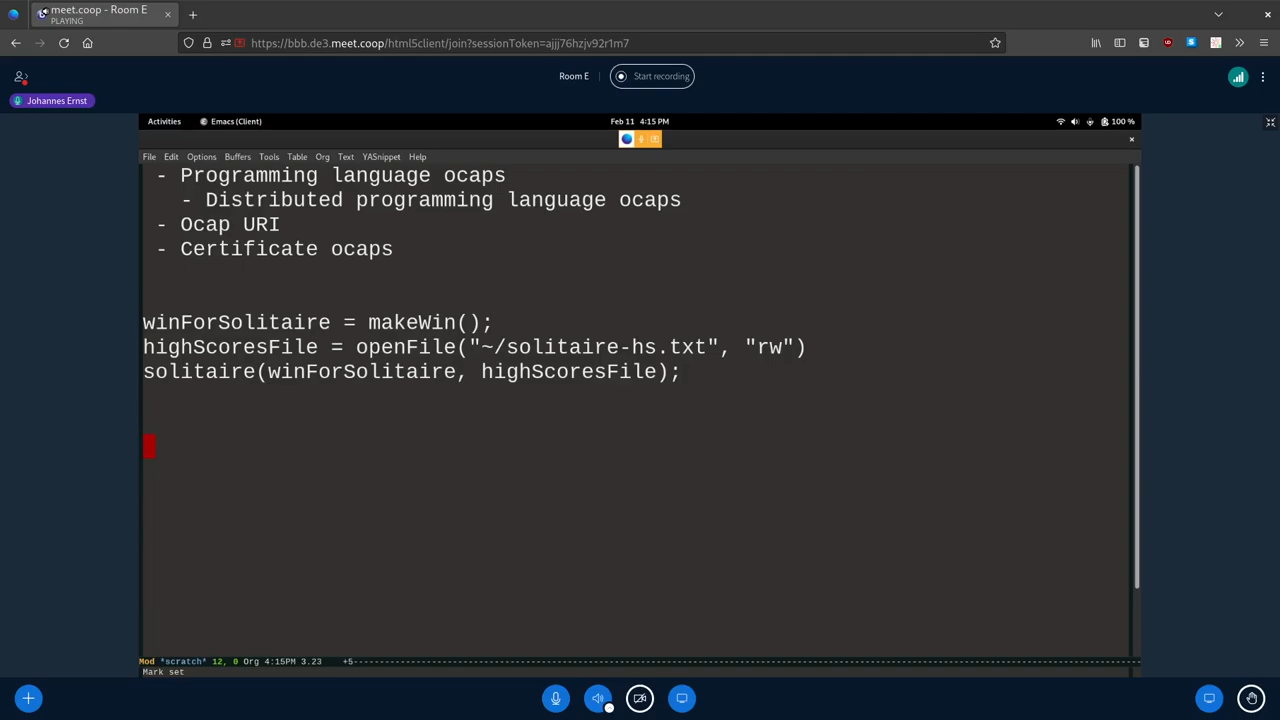 meet.coop - Room E
PLAYING
https://bbb.de3.meet.coop/html5client/join?sessionToken=ajjj76hzjv92r1m7
Room E
Start recording
Johannes Ernst
Activities
Emacs (Client)
Feb 11 4:15 PM
100 %
File Edit Options Buffers Tools Table Org Text YASnippet Help
- Programming language ocaps
- Distributed programming language ocaps
- Ocap URI
- Certificate ocaps
winForSolitaire = makeWin();
highScoresFile = openFile("~/solitaire-hs.txt", "rw")
solitaire(winForSolitaire, highScoresFile);
Mod *scratch* 12, 0 Org 4:15PM 3.23 +5
Mark set